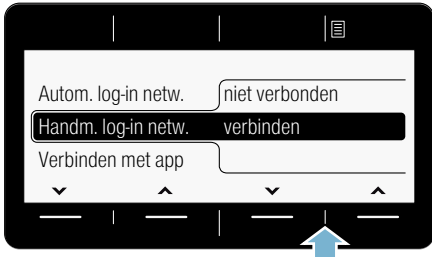 Autom. log-in netw. niet verbonden
Handm. log-in netw. verbinden
Verbinden met app